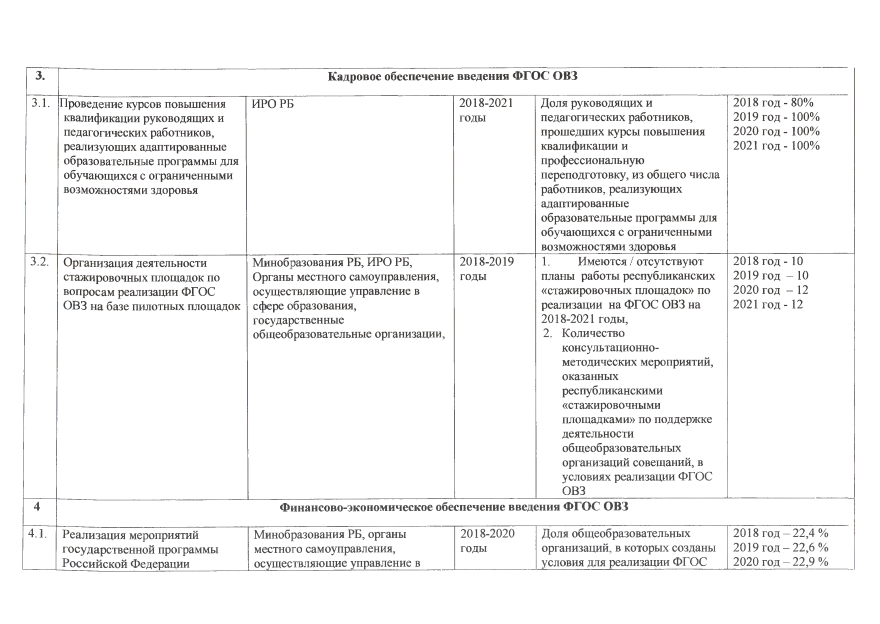 3.
Кадровое обеспечение введения ФГОС ОВЗ
3.1.
Проведение курсов повышения
квалификации руководящих и
педагогических работников,
реализующих адаптированные
образовательные программы для
обучающихся с ограниченными
возможностями здоровья
ИРО РБ
2018-2021
годы
Доля руководящих и
педагогических работников,
прошедших курсы повышения
квалификации и
профессиональную
переподготовку, из общего числа
работников, реализующих
адаптированные
образовательные программы для
обучающихся с ограниченными
возможностями здоровья
2018 год - 80%
2019 год - 100%
2020 год - 100%
2021 год - 100%
3.2.
Организация деятельности
стажировочных площадок по
вопросам реализации ФГОС
ОВЗ на базе пилотных площадок
Минобразования РБ, ИРО РБ,
Органы местного самоуправления,
осуществляющие управление в
сфере образования,
государственные
общеобразовательные организации,
2018-2019
годы
1. Имеются / отсутствуют
планы работы республиканских
«стажировочных площадок» по
реализации на ФГОС ОВЗ на
2018-2021 годы,
2. Количество
консультационно-
методических мероприятий,
оказанных
республиканскими
«стажировочными
площадками» по поддержке
деятельности
общеобразовательных
организаций совещаний, в
условиях реализации ФГОС
ОВЗ
2018 год - 10
2019 год – 10
2020 год – 12
2021 год - 12
4
Финансово-экономическое обеспечение введения ФГОС ОВЗ
4.1.
Реализация мероприятий
государственной программы
Российской Федерации
Минобразования РБ, органы
местного самоуправления,
осуществляющие управление в
2018-2020
годы
Доля общеобразовательных
организаций, в которых созданы
условия для реализации ФГОС
2018 год – 22,4 %
2019 год – 22,6 %
2020 год – 22,9 %